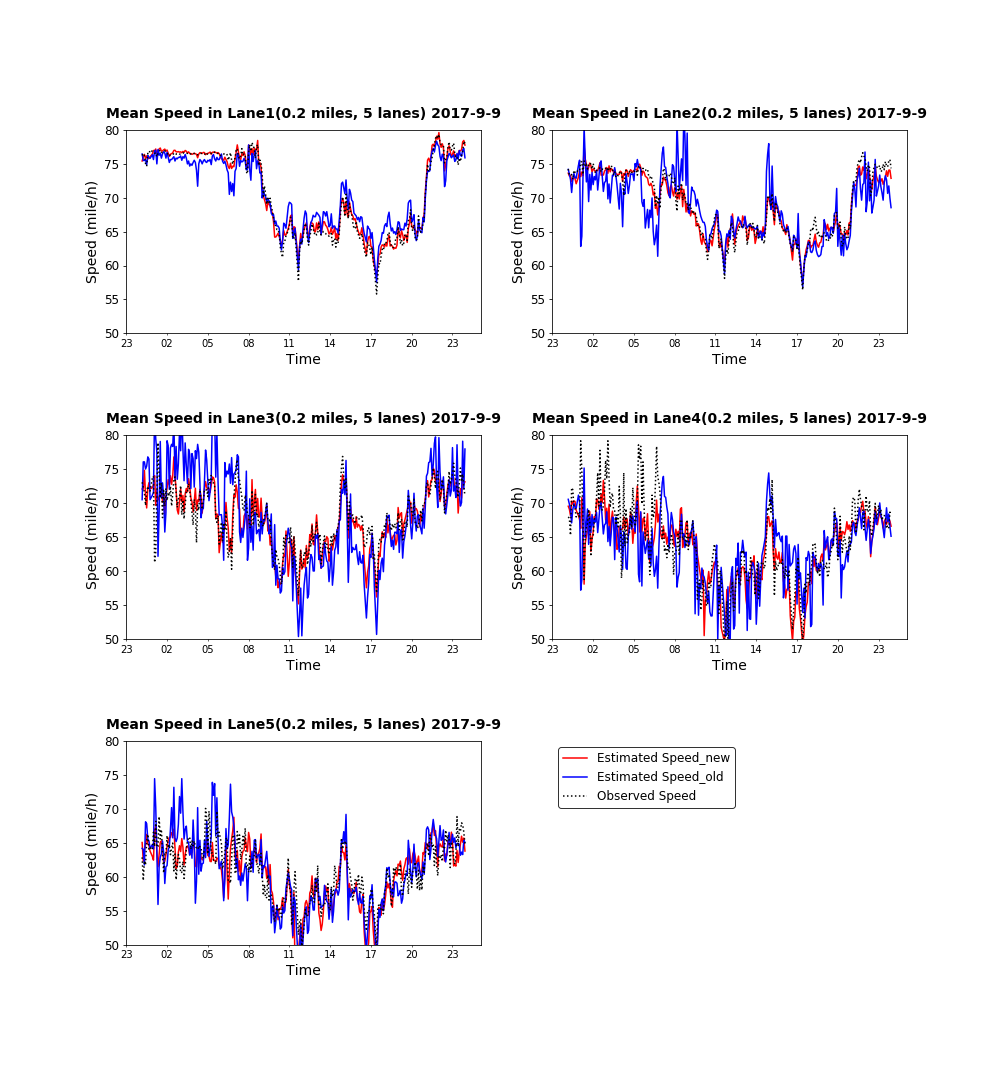 Mean Speed in Lane1(0.2 miles, 5 lanes) 2017-9-9
80
75
70
65
60
55
50
Speed (mile/h)
23 02 05 08 11 14 17 20 23
Time
Mean Speed in Lane2(0.2 miles, 5 lanes) 2017-9-9
80
75
70
65
60
55
50
Speed (mile/h)
23 02 05 08 11 14 17 20 23
Time
Mean Speed in Lane3(0.2 miles, 5 lanes) 2017-9-9
80
75
70
65
60
55
50
Speed (mile/h)
23 02 05 08 11 14 17 20 23
Time
Mean Speed in Lane4(0.2 miles, 5 lanes) 2017-9-9
80
75
70
65
60
55
50
Speed (mile/h)
23 02 05 08 11 14 17 20 23
Time
Mean Speed in Lane5(0.2 miles, 5 lanes) 2017-9-9
80
75
70
65
60
55
50
Speed (mile/h)
23 02 05 08 11 14 17 20 23
Time
Estimated Speed_new
Estimated Speed_old
Observed Speed